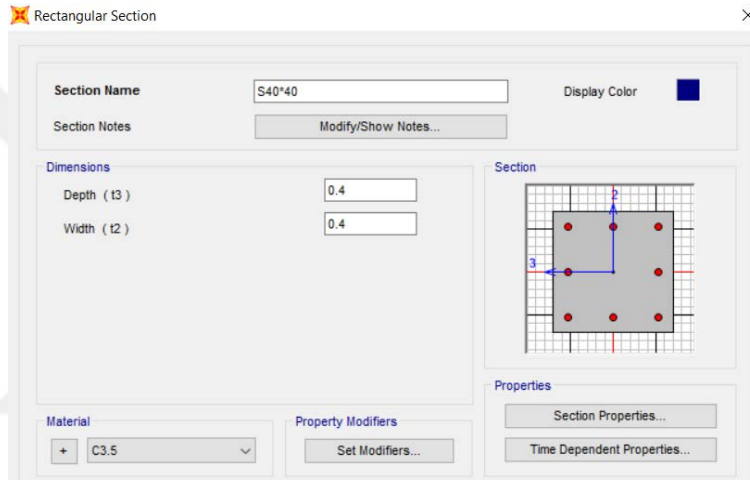 Rectangular Section
Section Name S40*40 Display Color
Section Notes Modify/Show Notes...
Dimensions
Depth ( t3 ) 0.4
Width ( t2 ) 0.4
Section
2
3
Properties
Section Properties...
Time Dependent Properties...
Material
+ C3.5
Property Modifiers
Set Modifiers...